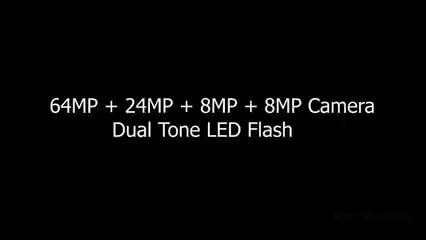 64MP + 24MP + 8MP + 8MP Camera
Dual Tone LED Flash